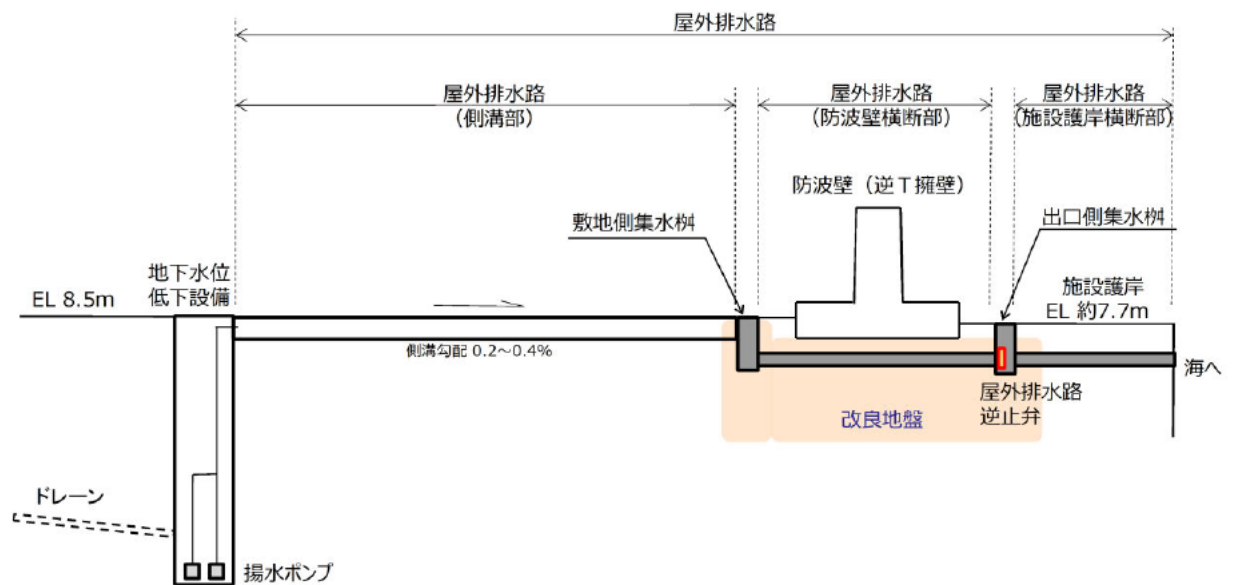 屋外排水路
屋外排水路
（側溝部）
屋外排水路
（防波壁横断部）
屋外排水路
（施設護岸横断部）
防波壁（逆Ｔ擁壁）
敷地側集水桝
出口側集水桝
地下水位
低下設備
EL 8.5m
施設護岸
EL 約7.7m
側溝勾配 0.2～0.4%
海へ
屋外排水路
逆止弁
改良地盤
ドレーン
揚水ポンプ